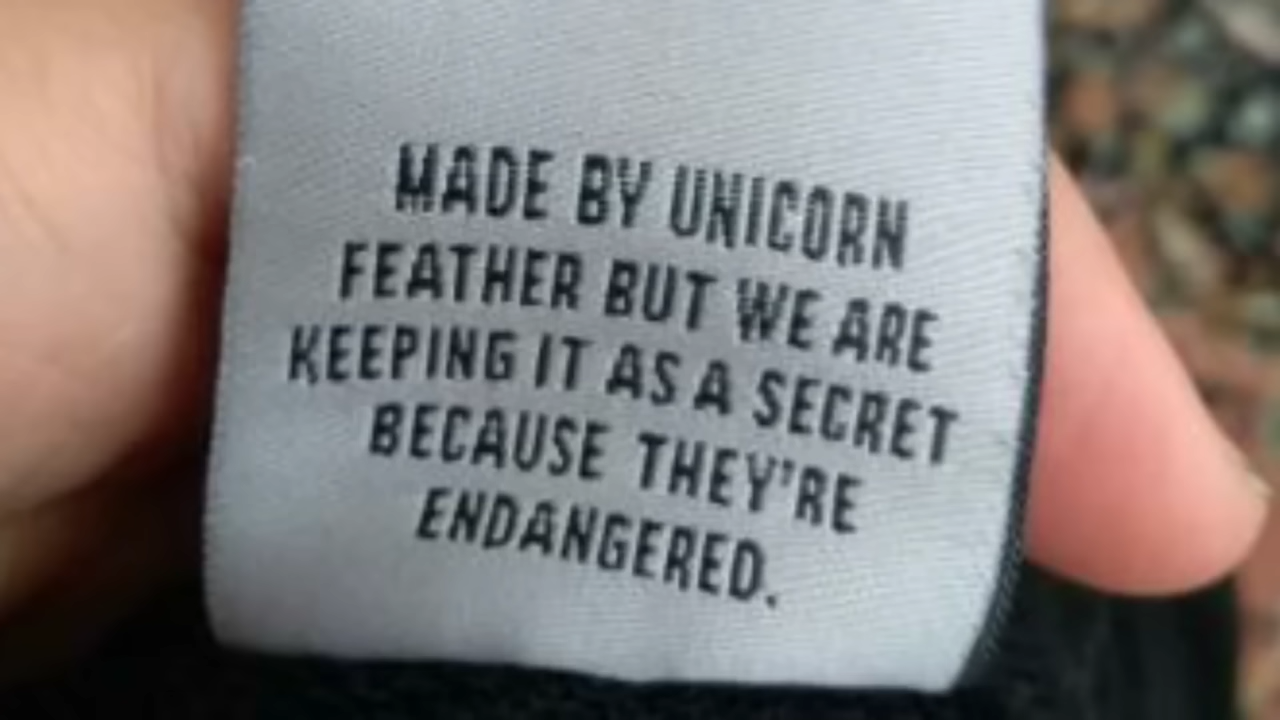 MADE BY UNICORN
FEATHER BUT WE ARE
KEEPING IT AS A SECRET
BECAUSE THEY'RE
ENDANGERED.